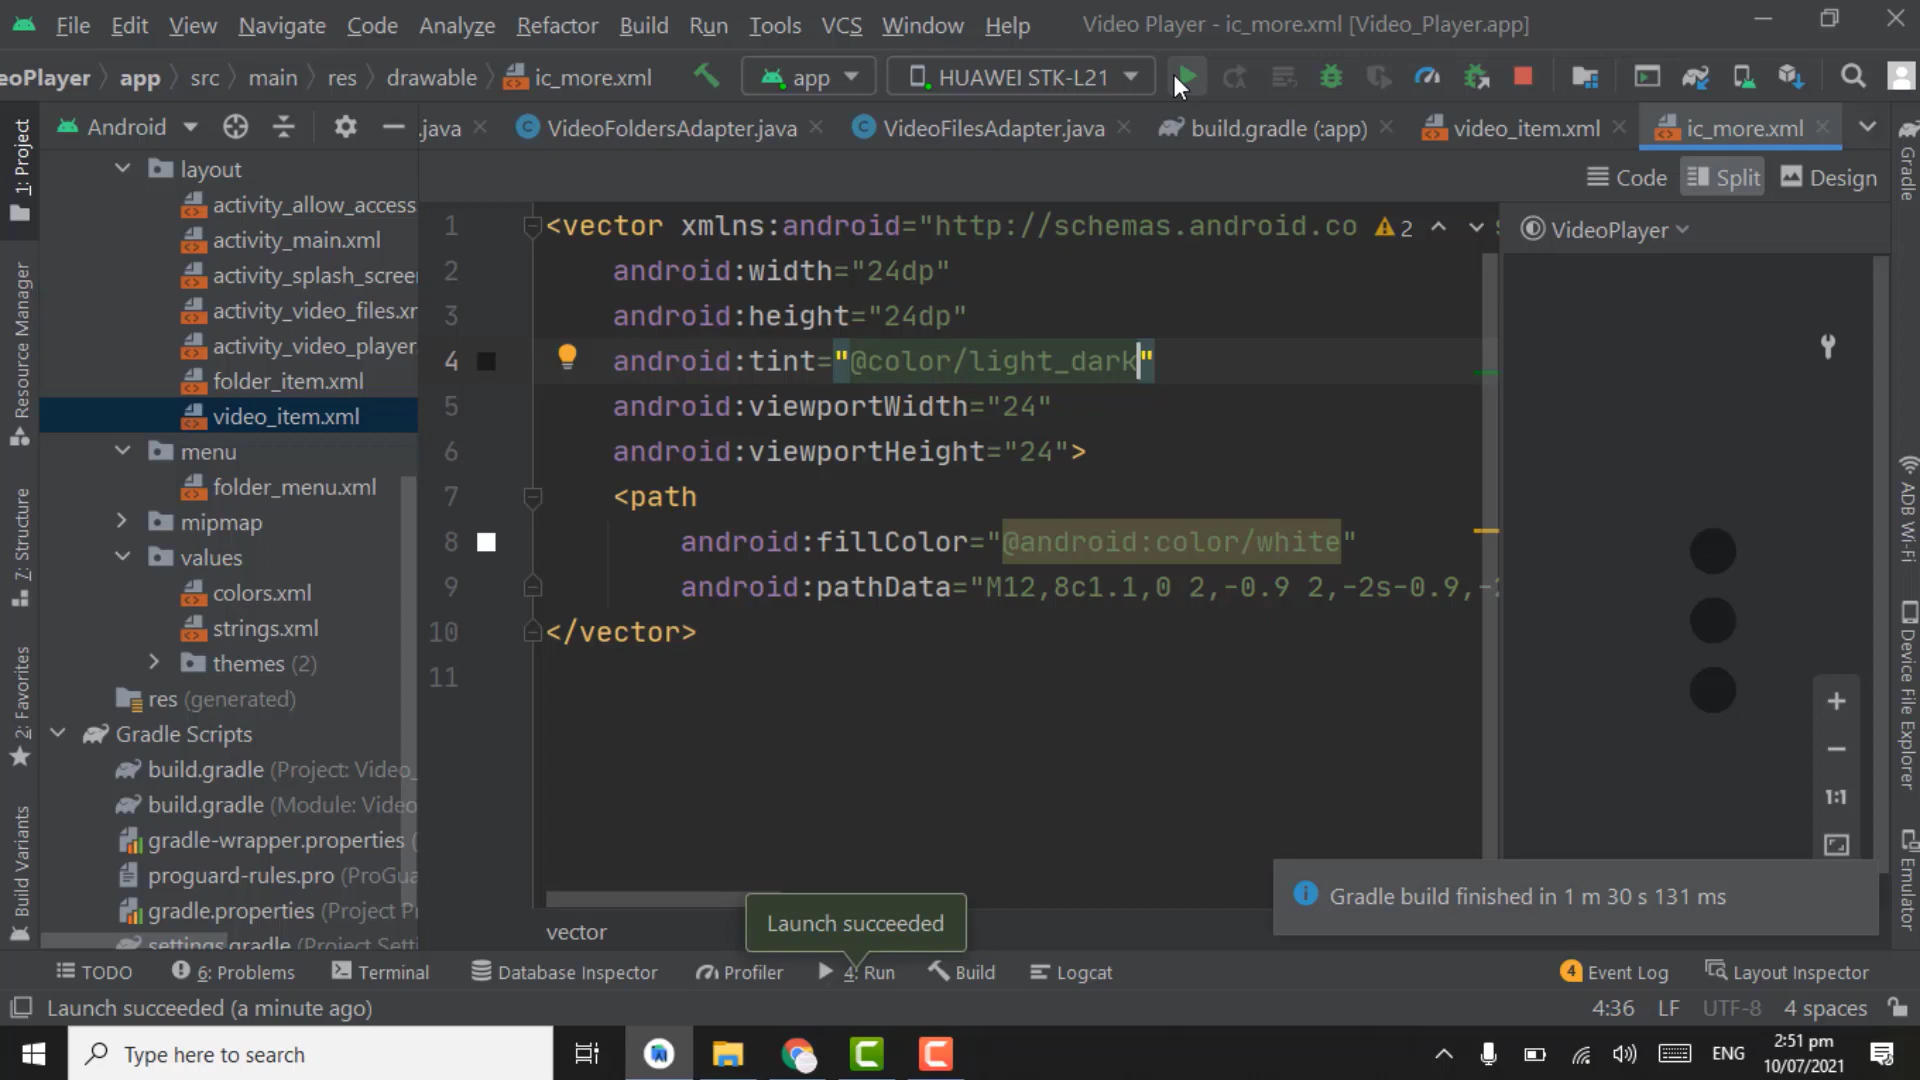 File Edit View Navigate Code Analyze Refactor Build Run Tools VCS Window Help Video Player - ic_more.xml [Video_Player.app]
eoPlayer app src main res drawable ic_more.xml app HUAWEI STK-L21
Android .java VideoFoldersAdapter.java VideoFilesAdapter.java build.gradle (:app) video_item.xml ic_more.xml
Code Split Design
1: Project
Resource Manager
7: Structure
2: Favorites
Build Variants
layout
activity_allow_access
activity_main.xml
activity_splash_scree
activity_video_files.x
activity_video_player.
folder_item.xml
video_item.xml
menu
folder_menu.xml
mipmap
values
colors.xml
strings.xml
themes (2)
res (generated)
Gradle Scripts
build.gradle (Project: Video_
build.gradle (Module: Video
gradle-wrapper.properties (
proguard-rules.pro (ProGua
gradle.properties (Project P
settings.gradle (Project Setti
1 <vector xmlns:android="http://schemas.android.co 2
2 android:width="24dp"
3 android:height="24dp"
4 android:tint="@color/light_dark"
5 android:viewportWidth="24"
6 android:viewportHeight="24">
7 <path
8 android:fillColor="@android:color/white"
9 android:pathData="M12,8c1.1,0 2,-0.9 2,-2s-0.9,-
10 </vector>
11
vector
VideoPlayer
1:1
Gradle
ADB Wi-Fi
Device File Explorer
Emulator
Launch succeeded
Gradle build finished in 1 m 30 s 131 ms
TODO 6: Problems Terminal Database Inspector Profiler 4: Run Build Logcat 4 Event Log Layout Inspector
Launch succeeded (a minute ago) 4:36 LF UTF-8 4 spaces
Type here to search ENG 2:51 pm
10/07/2021